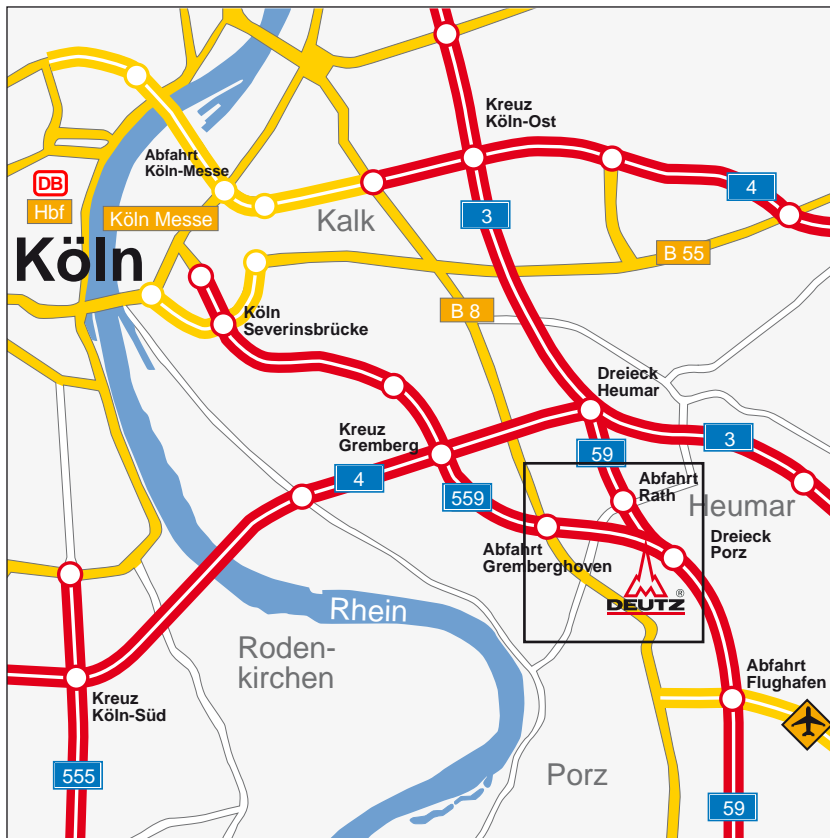 Kreuz
Köln-Ost
Abfahrt
Köln-Messe
DB
Hbf
Köln Messe
Kalk
3
4
Köln
B 55
Köln
Severinsbrücke
B 8
Dreieck
Heumar
Kreuz
Gremberg
3
59
4
559
Abfahrt
Rath
Heumar
Abfahrt
Gremberghoven
Dreieck
Porz
DEUTZ ®
Rhein
Roden-
kirchen
Kreuz
Köln-Süd
Abfahrt
Flughafen
555
Porz
59